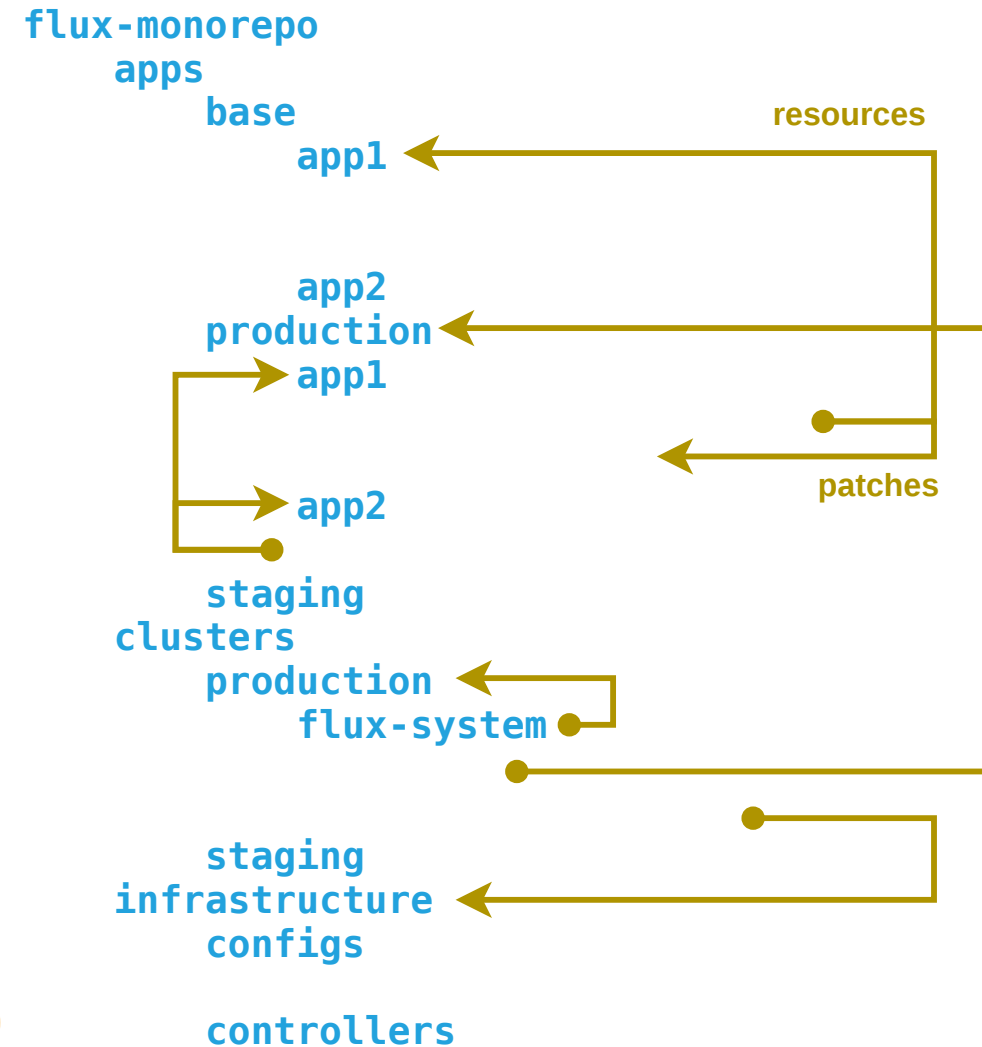 flux-monorepo
apps
base
resources
app1
app2
production
app1
patches
app2
staging
clusters
production
flux-system
staging
infrastructure
configs
controllers